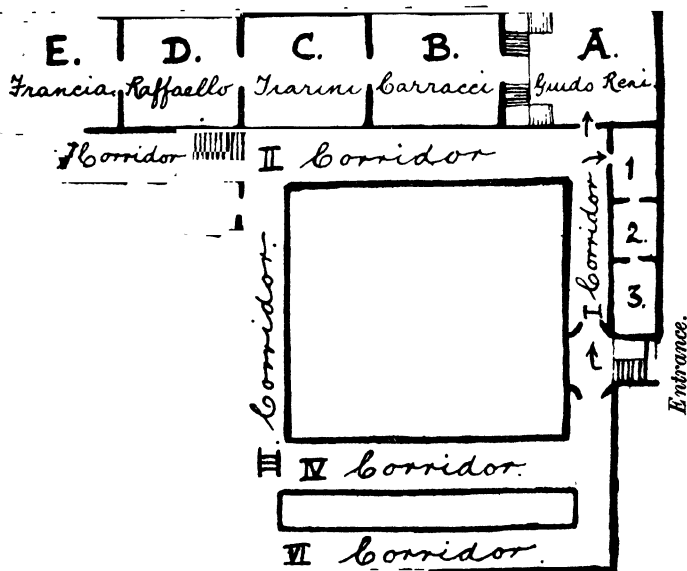 E. D. C. B. A.
Francia. Raffaello Tiarini Carracci Guido Reni.
Corridor II Corridor
1
2.
3.
I Corridor
Corridor.
Entrance.
IV Corridor.
VI Corridor.